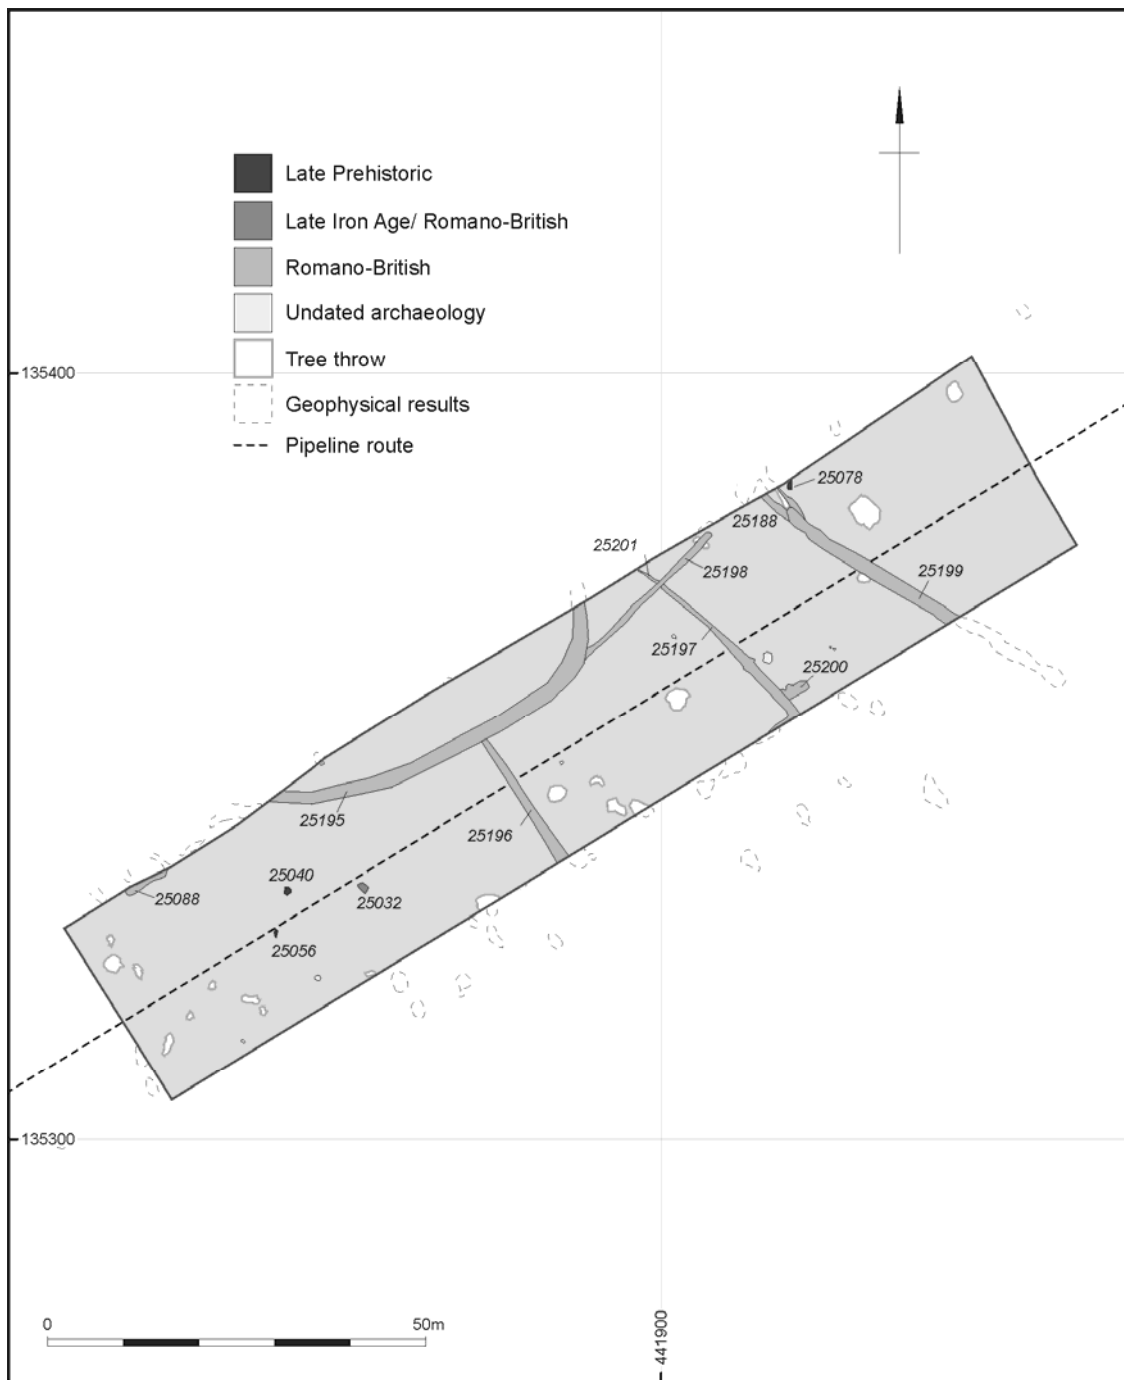 Late Prehistoric
Late Iron Age/ Romano-British
Romano-British
Undated archaeology
Tree throw
135400
Geophysical results
Pipeline route
25078
25188
25201
25198
25199
25197
25200
25195
25196
25040
25088
25032
25056
135300
0 50m
441900